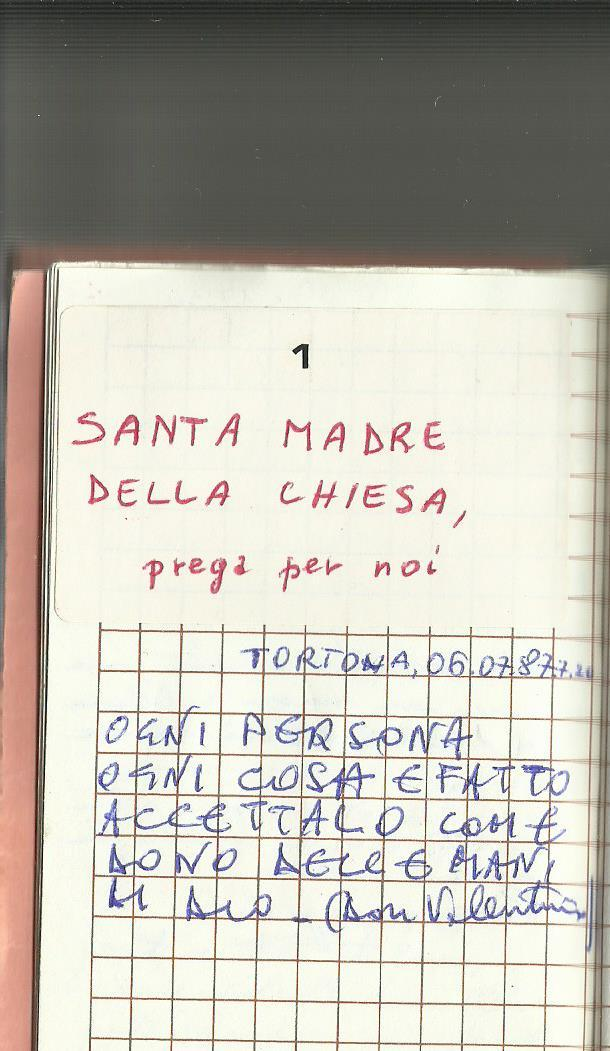 1
SANTA MADRE
DELLA CHIESA,
prega per noi
TORTONA, 06.07.87
OGNI PERSONA
OGNI COSA E FATTO
ACCETTALO COME
DONO DELLE MANI
DI DIO - (Don Valentino)